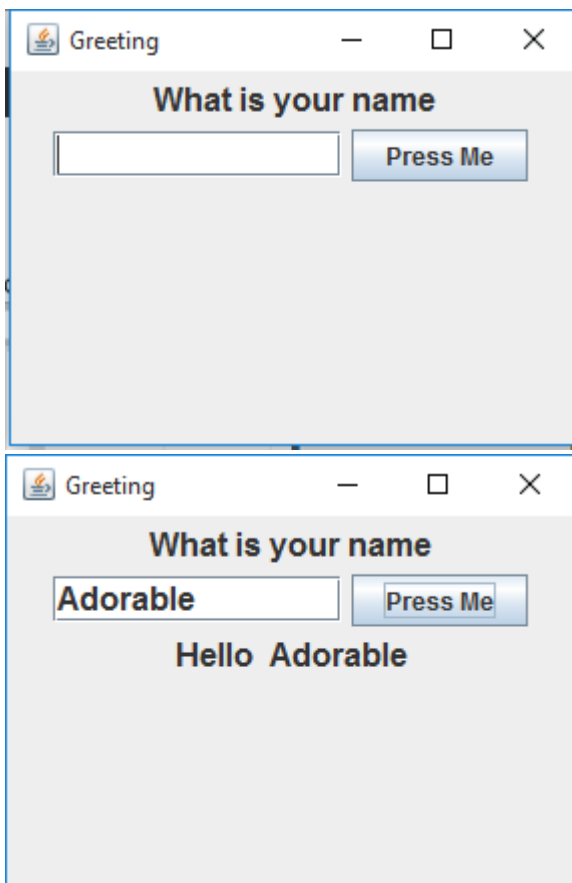 Greeting
What is your name
Press Me
Greeting
What is your name
Adorable Press Me
Hello Adorable